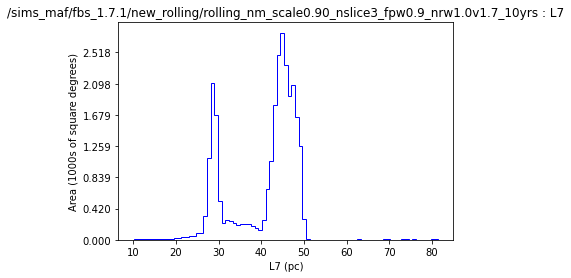 /sims_maf/fbs_1.7.1/new_rolling/rolling_nm_scale0.90_nslice3_fpw0.9_nrw1.0v1.7_10yrs : L7
2.518
2.098
1.679
1.259
0.839
0.420
0.000
Area (1000s of square degrees)
10 20 30 40 50 60 70 80
L7 (pc)